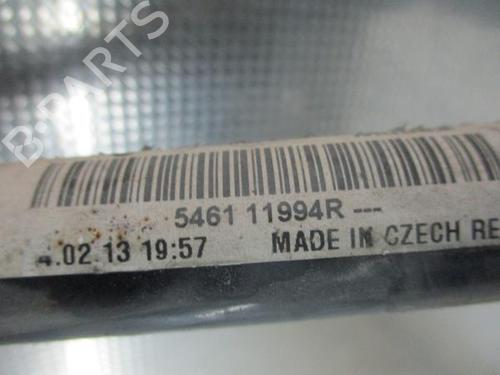 B-PARTS
5461 11994R ---
.02 13 19:57 MADE IN CZECH RE